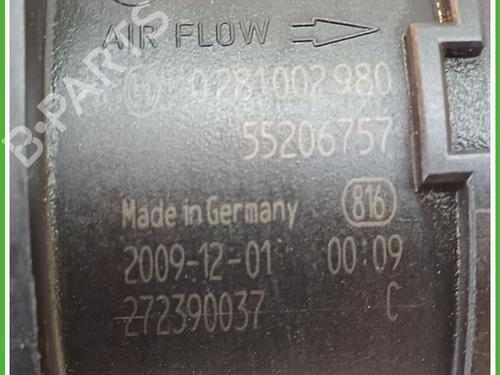 AIR FLOW
0 281 002 980
55206757
Made in Germany 816
2009-12-01 00:09
272390037 C
B-PARTS